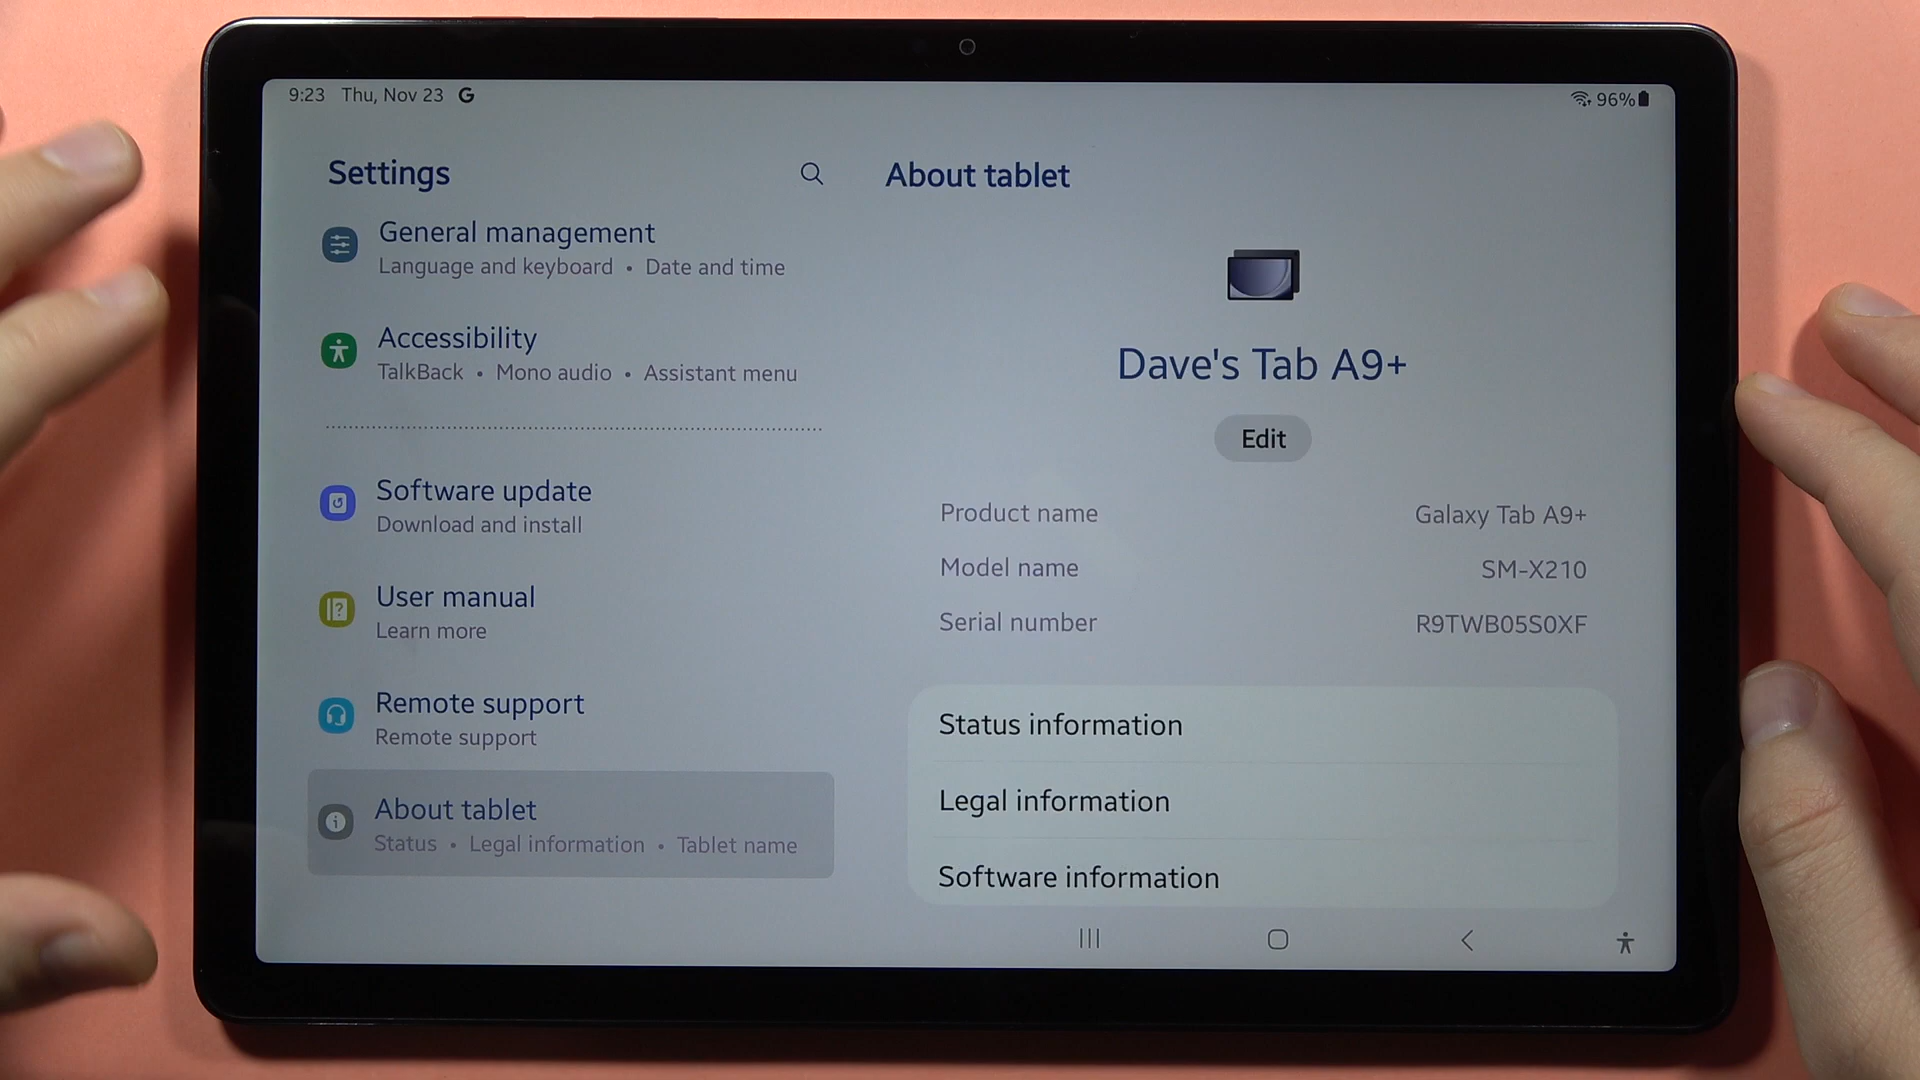 9:23 Thu, Nov 23 G
96%
Settings
General management
Language and keyboard • Date and time
Accessibility
TalkBack • Mono audio • Assistant menu
Software update
Download and install
User manual
Learn more
Remote support
Remote support
About tablet
Status • Legal information • Tablet name
About tablet
Dave's Tab A9+
Edit
Product name Galaxy Tab A9+
Model name SM-X210
Serial number R9TWB05S0XF
Status information
Legal information
Software information